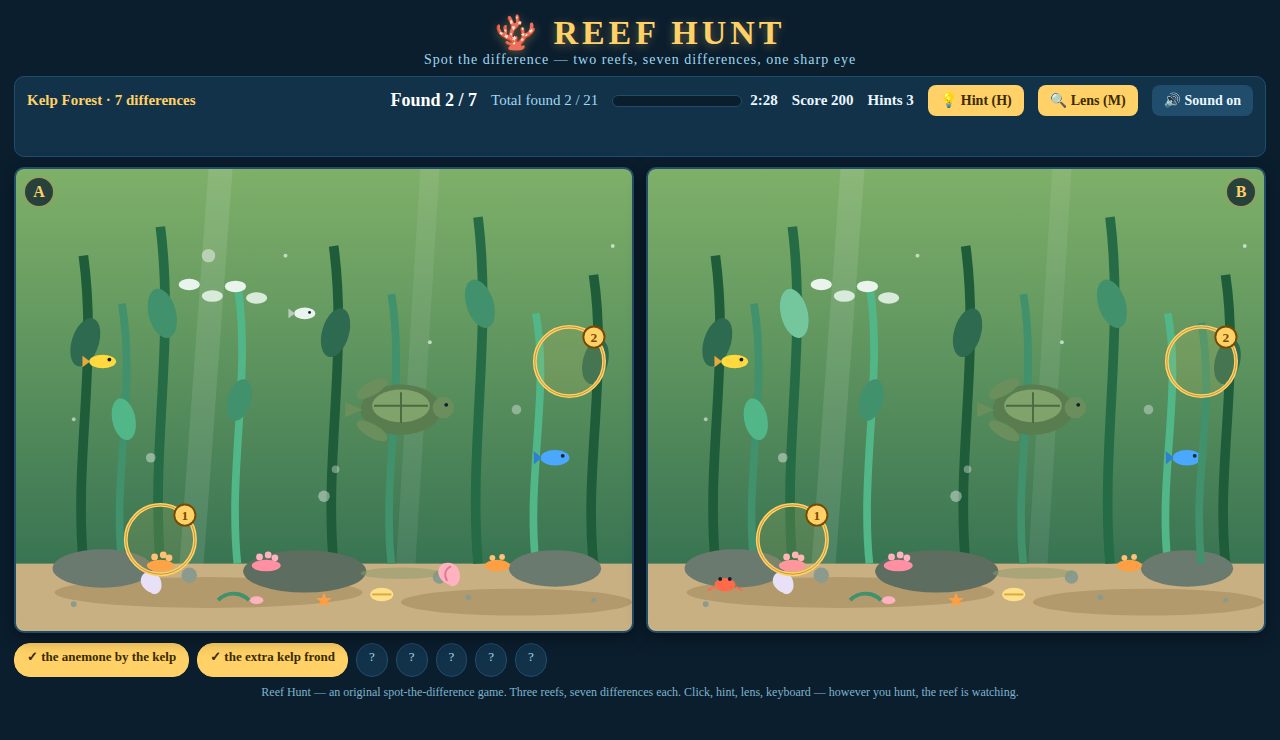 REEF HUNT
Spot the difference — two reefs, seven differences, one sharp eye
Kelp Forest · 7 differences
Found 2 / 7
Total found 2 / 21
2:28
Score 200
Hints 3
💡 Hint (H)
🔍 Lens (M)
🔊 Sound on
A
2
1
B
2
1
✓ the anemone by the kelp
✓ the extra kelp frond
?
?
?
?
?
Reef Hunt — an original spot-the-difference game. Three reefs, seven differences each. Click, hint, lens, keyboard — however you hunt, the reef is watching.